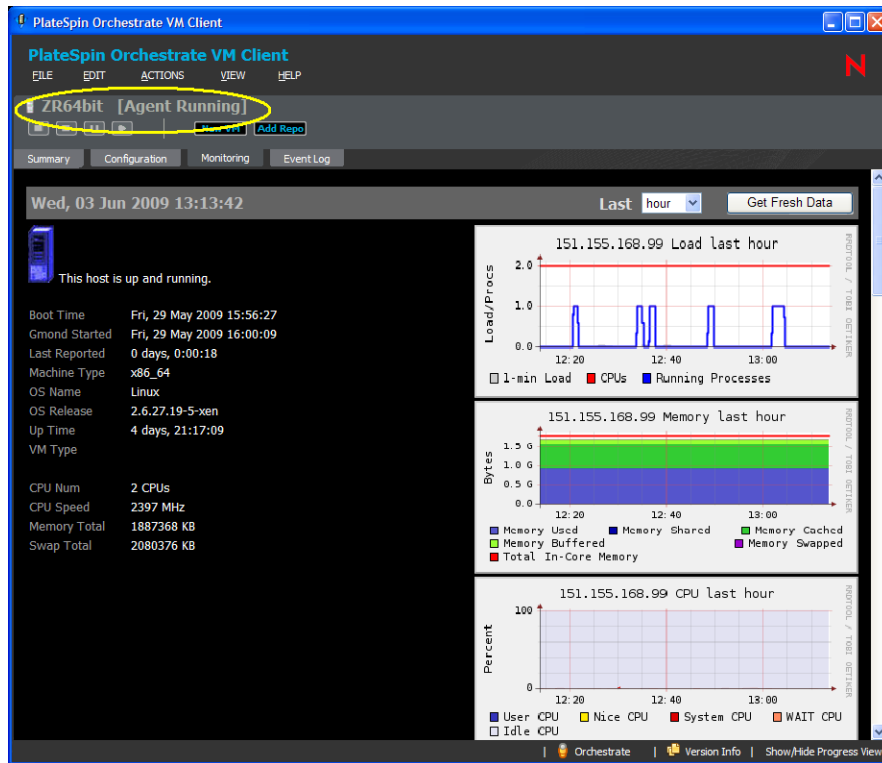 PlateSpin Orchestrate VM Client
PlateSpin Orchestrate VM Client
N
FILE EDIT ACTIONS VIEW HELP
ZR64bit [Agent Running]
New VM Add Repo
Summary Configuration Monitoring Event Log
Wed, 03 Jun 2009 13:13:42 Last hour Get Fresh Data
This host is up and running.
Boot Time Fri, 29 May 2009 15:56:27
Gmond Started Fri, 29 May 2009 16:00:09
Last Reported 0 days, 0:00:18
Machine Type x86_64
OS Name Linux
OS Release 2.6.27.19-5-xen
Up Time 4 days, 21:17:09
VM Type
CPU Num 2 CPUs
CPU Speed 2397 MHz
Memory Total 1887368 KB
Swap Total 2080376 KB
151.155.168.99 Load last hour
Load/Procs
2.0
1.0
0.0
12:20 12:40 13:00
1-min Load CPUs Running Processes
RRDTOOL / TOBI OETIKER
151.155.168.99 Memory last hour
Bytes
1.5 G
1.0 G
0.5 G
0.0
12:20 12:40 13:00
Memory Used Memory Shared Memory Cached
Memory Buffered Memory Swapped
Total In-Core Memory
RRDTOOL / TOBI OETIKER
151.155.168.99 CPU last hour
Percent
100
0
12:20 12:40 13:00
User CPU Nice CPU System CPU WAIT CPU
Idle CPU
RRDTOOL / TOBI OETIKER
| Orchestrate | Version Info | Show/Hide Progress View